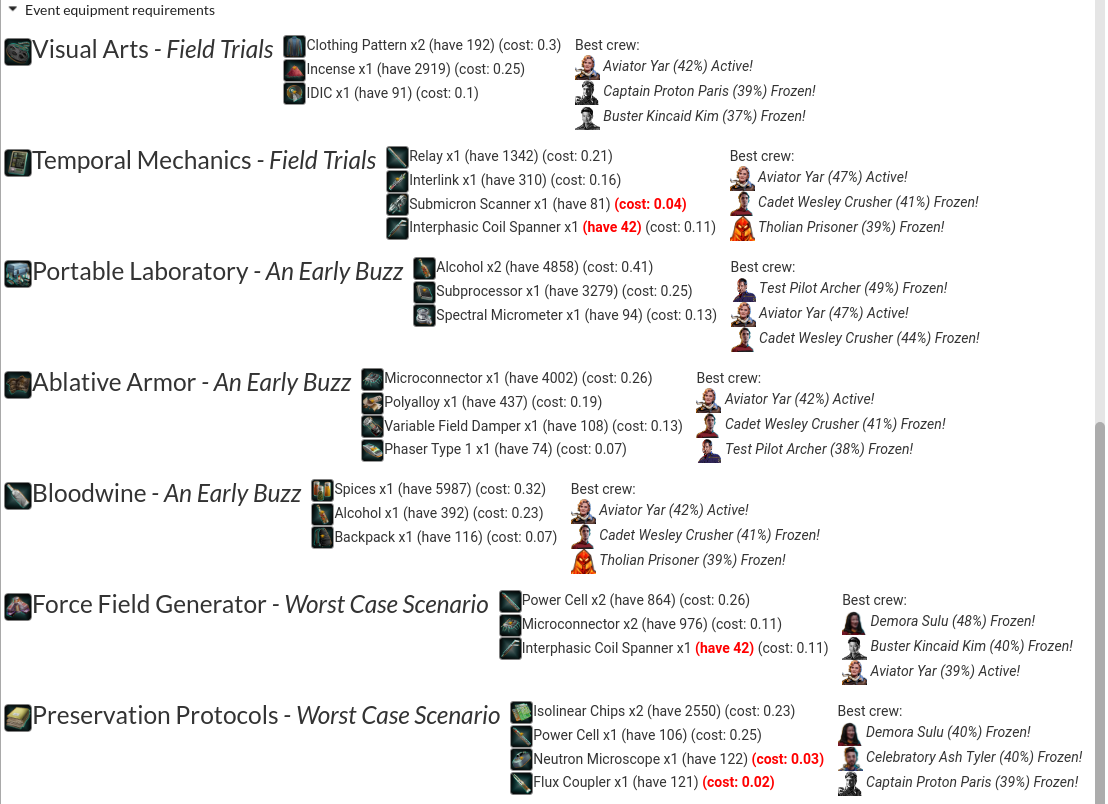 Event equipment requirements
Visual Arts - Field Trials
Clothing Pattern x2 (have 192) (cost: 0.3)
Incense x1 (have 2919) (cost: 0.25)
IDIC x1 (have 91) (cost: 0.1)
Best crew:
Aviator Yar (42%) Active!
Captain Proton Paris (39%) Frozen!
Buster Kincaid Kim (37%) Frozen!
Temporal Mechanics - Field Trials
Relay x1 (have 1342) (cost: 0.21)
Interlink x1 (have 310) (cost: 0.16)
Submicron Scanner x1 (have 81) (cost: 0.04)
Interphasic Coil Spanner x1 (have 42) (cost: 0.11)
Best crew:
Aviator Yar (47%) Active!
Cadet Wesley Crusher (41%) Frozen!
Tholian Prisoner (39%) Frozen!
Portable Laboratory - An Early Buzz
Alcohol x2 (have 4858) (cost: 0.41)
Subprocessor x1 (have 3279) (cost: 0.25)
Spectral Micrometer x1 (have 94) (cost: 0.13)
Best crew:
Test Pilot Archer (49%) Frozen!
Aviator Yar (47%) Active!
Cadet Wesley Crusher (44%) Frozen!
Ablative Armor - An Early Buzz
Microconnector x1 (have 4002) (cost: 0.26)
Polyalloy x1 (have 437) (cost: 0.19)
Variable Field Damper x1 (have 108) (cost: 0.13)
Phaser Type 1 x1 (have 74) (cost: 0.07)
Best crew:
Aviator Yar (42%) Active!
Cadet Wesley Crusher (41%) Frozen!
Test Pilot Archer (38%) Frozen!
Bloodwine - An Early Buzz
Spices x1 (have 5987) (cost: 0.32)
Alcohol x1 (have 392) (cost: 0.23)
Backpack x1 (have 116) (cost: 0.07)
Best crew:
Aviator Yar (42%) Active!
Cadet Wesley Crusher (41%) Frozen!
Tholian Prisoner (39%) Frozen!
Force Field Generator - Worst Case Scenario
Power Cell x2 (have 864) (cost: 0.26)
Microconnector x2 (have 976) (cost: 0.11)
Interphasic Coil Spanner x1 (have 42) (cost: 0.11)
Best crew:
Demora Sulu (48%) Frozen!
Buster Kincaid Kim (40%) Frozen!
Aviator Yar (39%) Active!
Preservation Protocols - Worst Case Scenario
Isolinear Chips x2 (have 2550) (cost: 0.23)
Power Cell x1 (have 106) (cost: 0.25)
Neutron Microscope x1 (have 122) (cost: 0.03)
Flux Coupler x1 (have 121) (cost: 0.02)
Best crew:
Demora Sulu (40%) Frozen!
Celebratory Ash Tyler (40%) Frozen!
Captain Proton Paris (39%) Frozen!